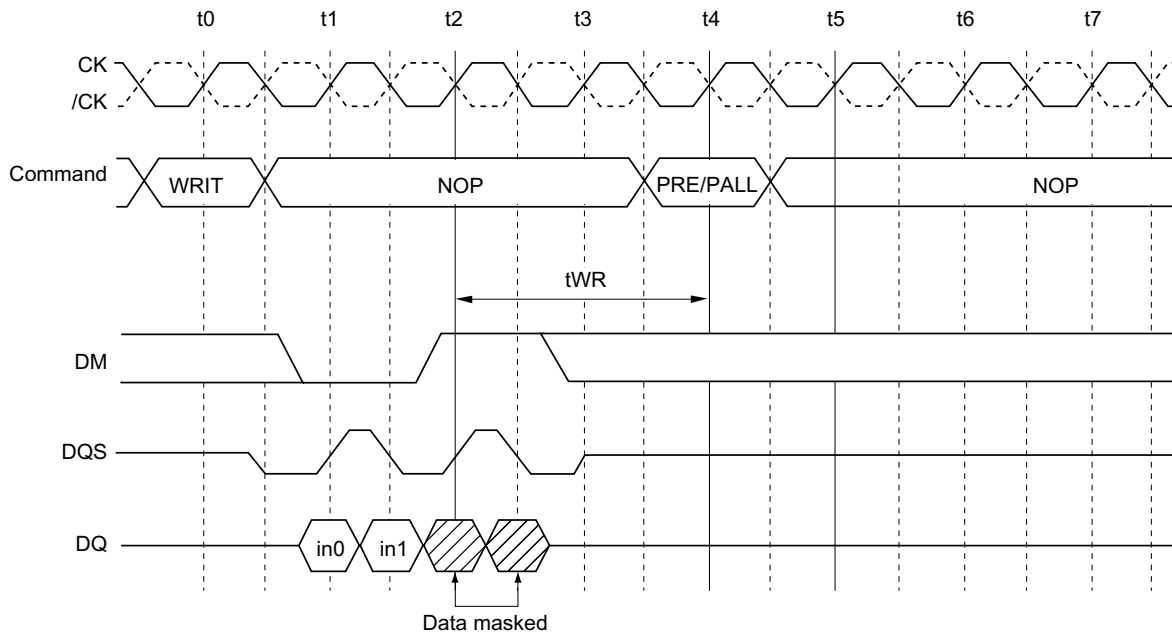 t0 t1 t2 t3 t4 t5 t6 t7
CK
/CK
Command WRIT NOP PRE/PALL NOP
tWR
DM
DQS
DQ in0 in1
Data masked